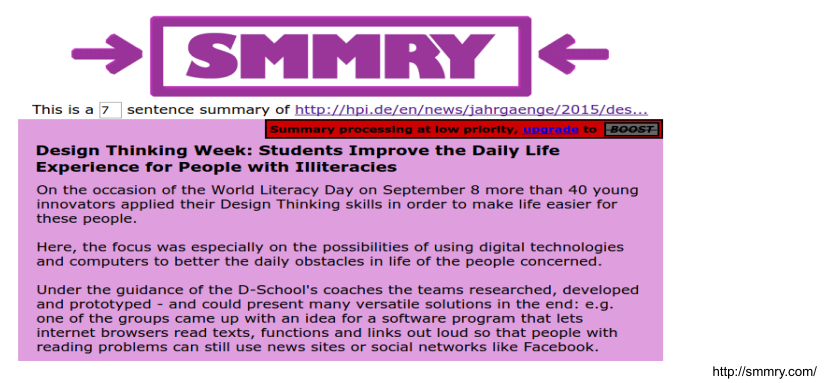 SMMRY
This is a 7 sentence summary of http://hpi.de/en/news/jahrgaenge/2015/des...
Summary processing at low priority, upgrade to BOOST
Design Thinking Week: Students Improve the Daily Life
Experience for People with Illiteracies
On the occasion of the World Literacy Day on September 8 more than 40 young
innovators applied their Design Thinking skills in order to make life easier for
these people.
Here, the focus was especially on the possibilities of using digital technologies
and computers to better the daily obstacles in life of the people concerned.
Under the guidance of the D-School's coaches the teams researched, developed
and prototyped - and could present many versatile solutions in the end: e.g.
one of the groups came up with an idea for a software program that lets
internet browsers read texts, functions and links out loud so that people with
reading problems can still use news sites or social networks like Facebook.
http://smmry.com/